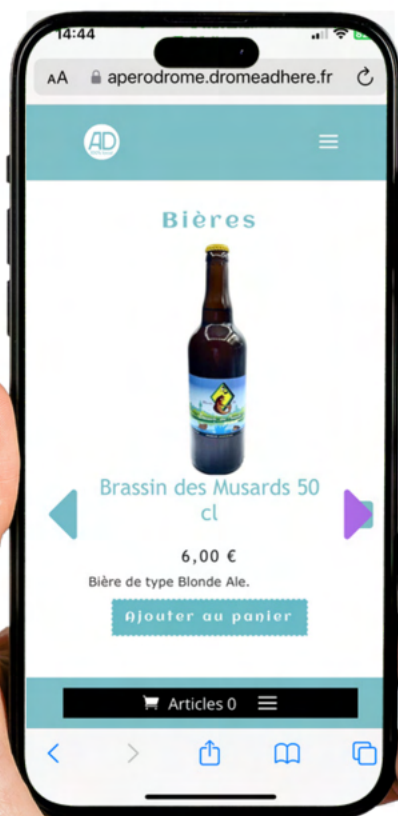 14:44
AA aperodrome.dromeadhere.fr
AD
Bières
Brassin des Musards 50
cl
6,00 €
Bière de type Blonde Ale.
Ajouter au panier
Articles 0